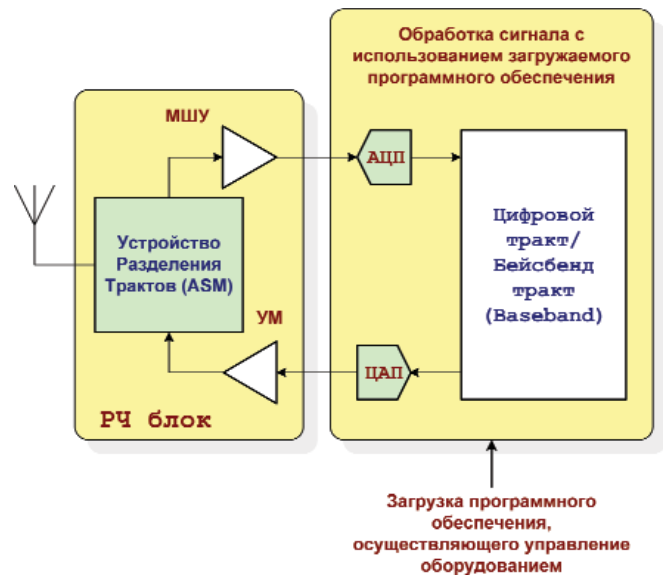 Обработка сигнала с
использованием загружаемого
программного обеспечения
МШУ
АЦП
Устройство
Разделения
Трактов (ASM)
Цифровой
тракт/
Бейсбенд
тракт
(Baseband)
УМ
ЦАП
РЧ блок
Загрузка программного
обеспечения,
осуществляющего управление
оборудованием